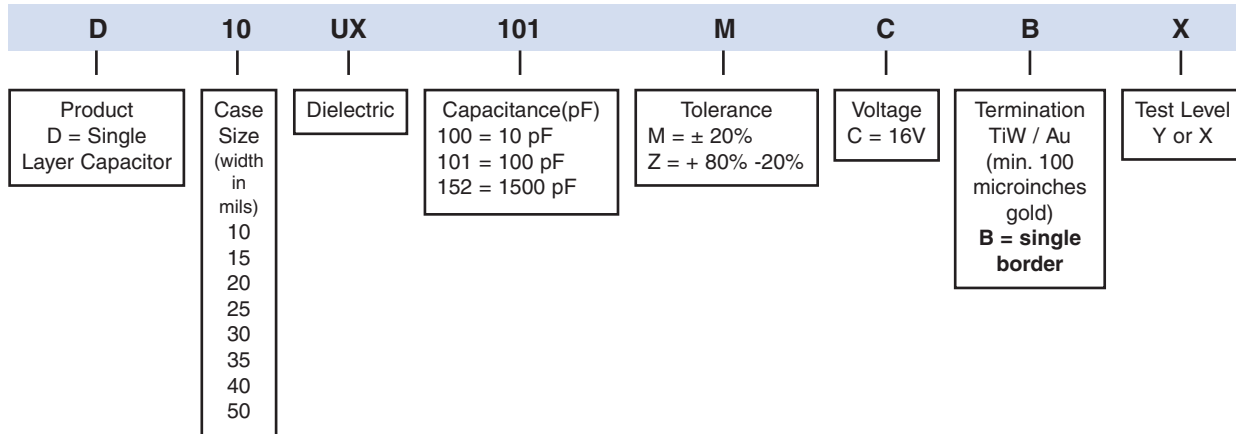 D 10 UX 101 M C B X
Product
D = Single
Layer Capacitor
Case
Size
(width
in
mils)
10
15
20
25
30
35
40
50
Dielectric
Capacitance(pF)
100 = 10 pF
101 = 100 pF
152 = 1500 pF
Tolerance
M = ± 20%
Z = + 80% -20%
Voltage
C = 16V
Termination
TiW / Au
(min. 100
microinches
gold)
B = single
border
Test Level
Y or X